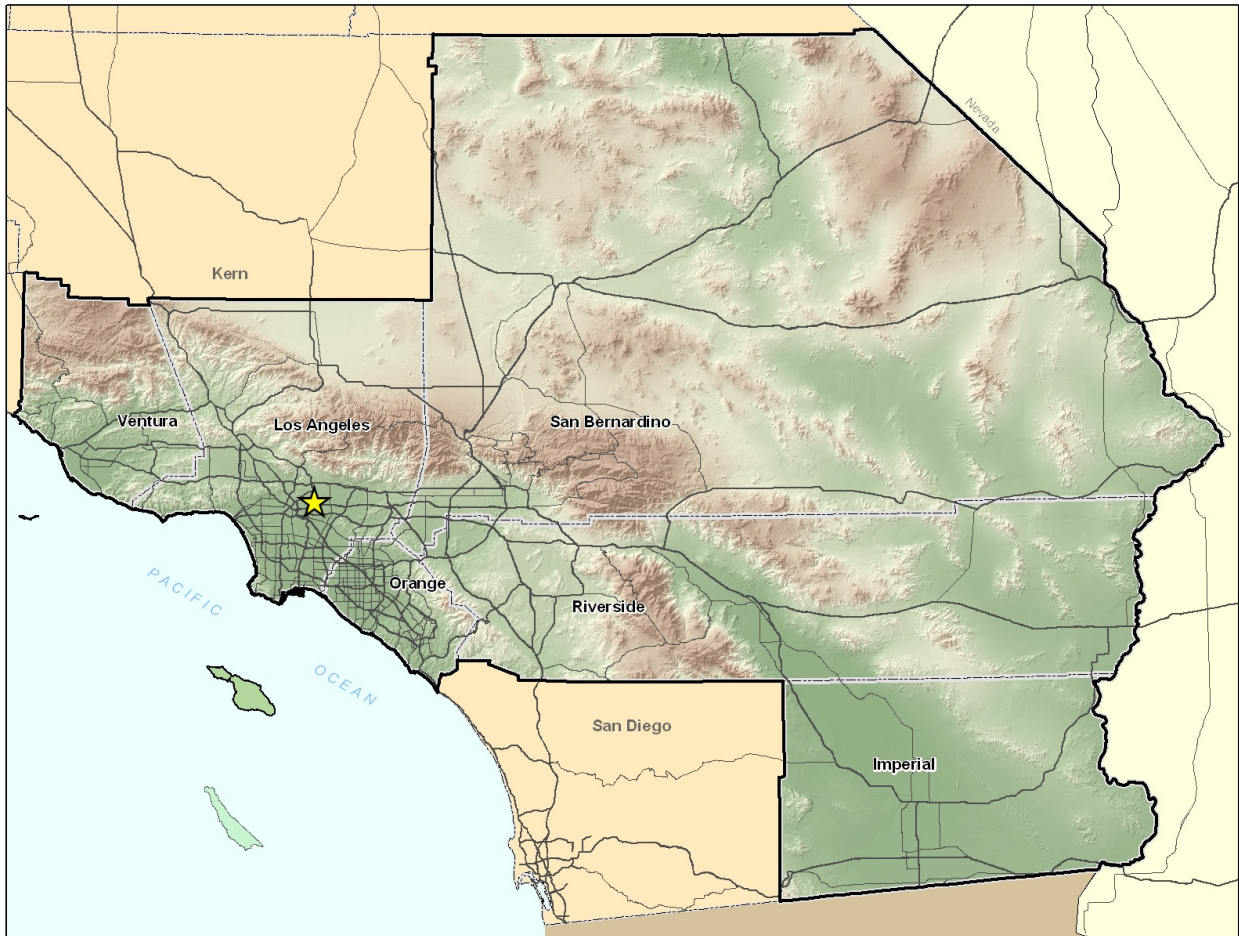 Nevada
Kern
Ventura
Los Angeles
San Bernardino
Orange
Riverside
PACIFIC
OCEAN
San Diego
Imperial